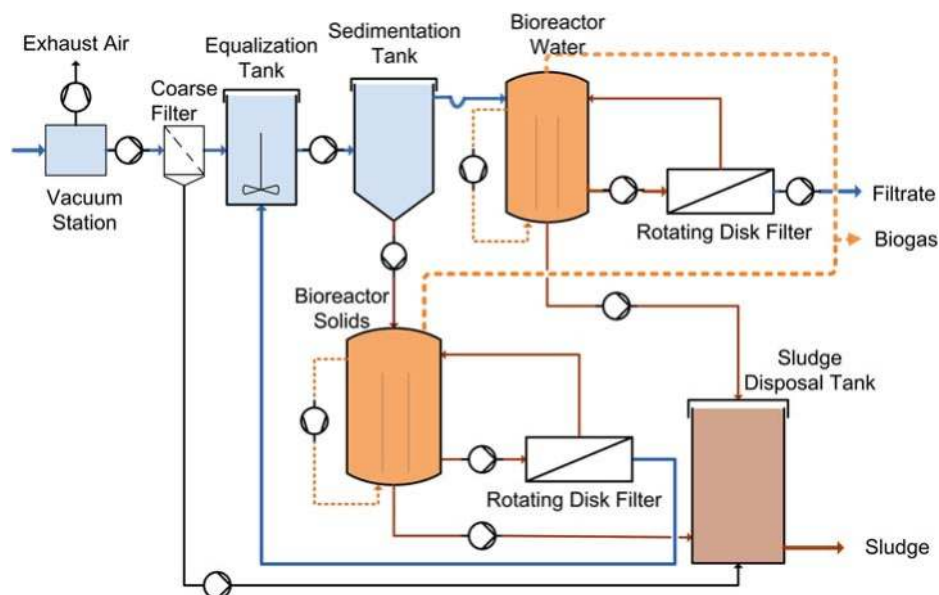 Exhaust Air
Coarse
Filter
Equalization
Tank
Sedimentation
Tank
Bioreactor
Water
Vacuum
Station
Rotating Disk Filter
Filtrate
Biogas
Bioreactor
Solids
Sludge
Disposal Tank
Rotating Disk Filter
Sludge